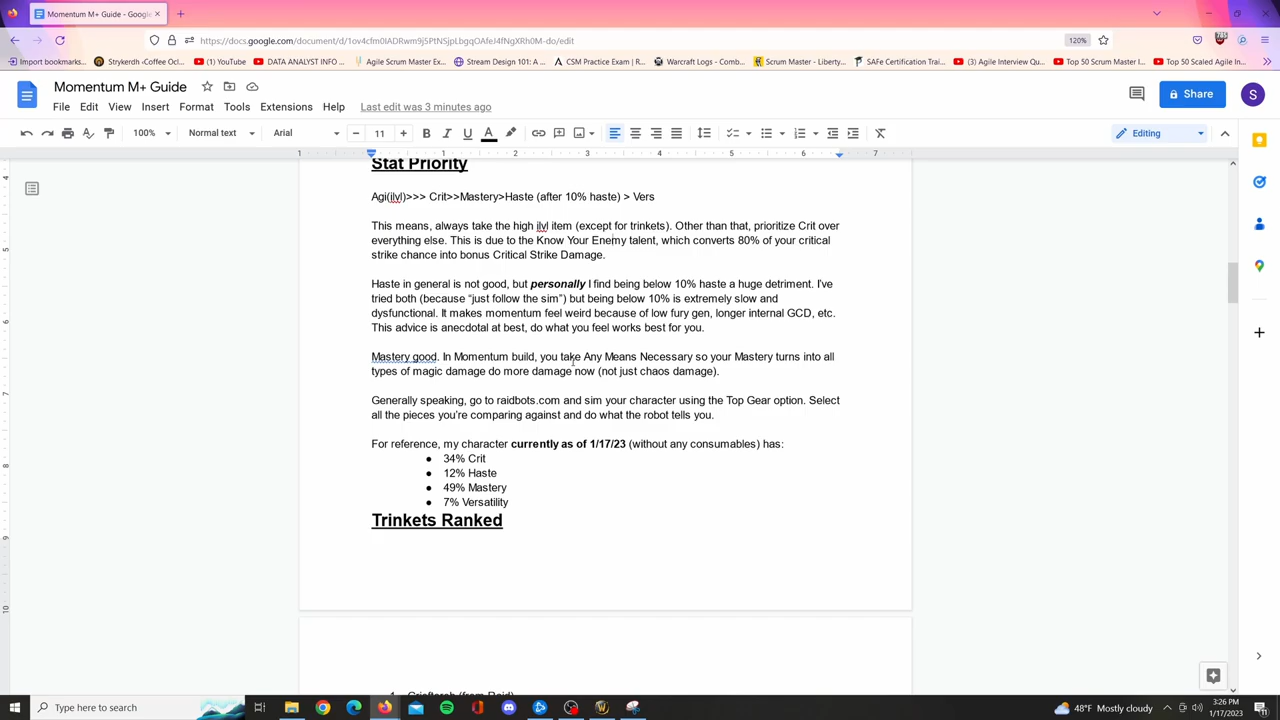 Momentum M+ Guide - Google
https://docs.google.com/document/d/1ov4cfm0IADRwm9j5PtNSjpLbgqOAfeJ4fNgXRh0M-do/edit
120%
Import bookmarks...
Strykerdh ‹Coffee Ocl...
(1) YouTube
DATA ANALYST INFO ...
Agile Scrum Master Ex...
Stream Design 101: A ...
CSM Practice Exam | R...
Warcraft Logs - Comb...
Scrum Master - Liberty...
SAFe Certification Trai...
(3) Agile Interview Qu...
Top 50 Scrum Master I...
Top 50 Scaled Agile In...
Momentum M+ Guide
File Edit View Insert Format Tools Extensions Help Last edit was 3 minutes ago
Share
S
100% Normal text Arial 11 Editing
1 1 2 3 4 5 6 7
Stat Priority
Agi(ilvl)>>> Crit>>Mastery>Haste (after 10% haste) > Vers
This means, always take the high ilvl item (except for trinkets). Other than that, prioritize Crit over
everything else. This is due to the Know Your Enemy talent, which converts 80% of your critical
strike chance into bonus Critical Strike Damage.
Haste in general is not good, but personally I find being below 10% haste a huge detriment. I've
tried both (because “just follow the sim”) but being below 10% is extremely slow and
dysfunctional. It makes momentum feel weird because of low fury gen, longer internal GCD, etc.
This advice is anecdotal at best, do what you feel works best for you.
Mastery good. In Momentum build, you take Any Means Necessary so your Mastery turns into all
types of magic damage do more damage now (not just chaos damage).
Generally speaking, go to raidbots.com and sim your character using the Top Gear option. Select
all the pieces you're comparing against and do what the robot tells you.
For reference, my character currently as of 1/17/23 (without any consumables) has:
● 34% Crit
● 12% Haste
● 49% Mastery
● 7% Versatility
Trinkets Ranked
Type here to search
48°F Mostly cloudy
3:26 PM
1/17/2023